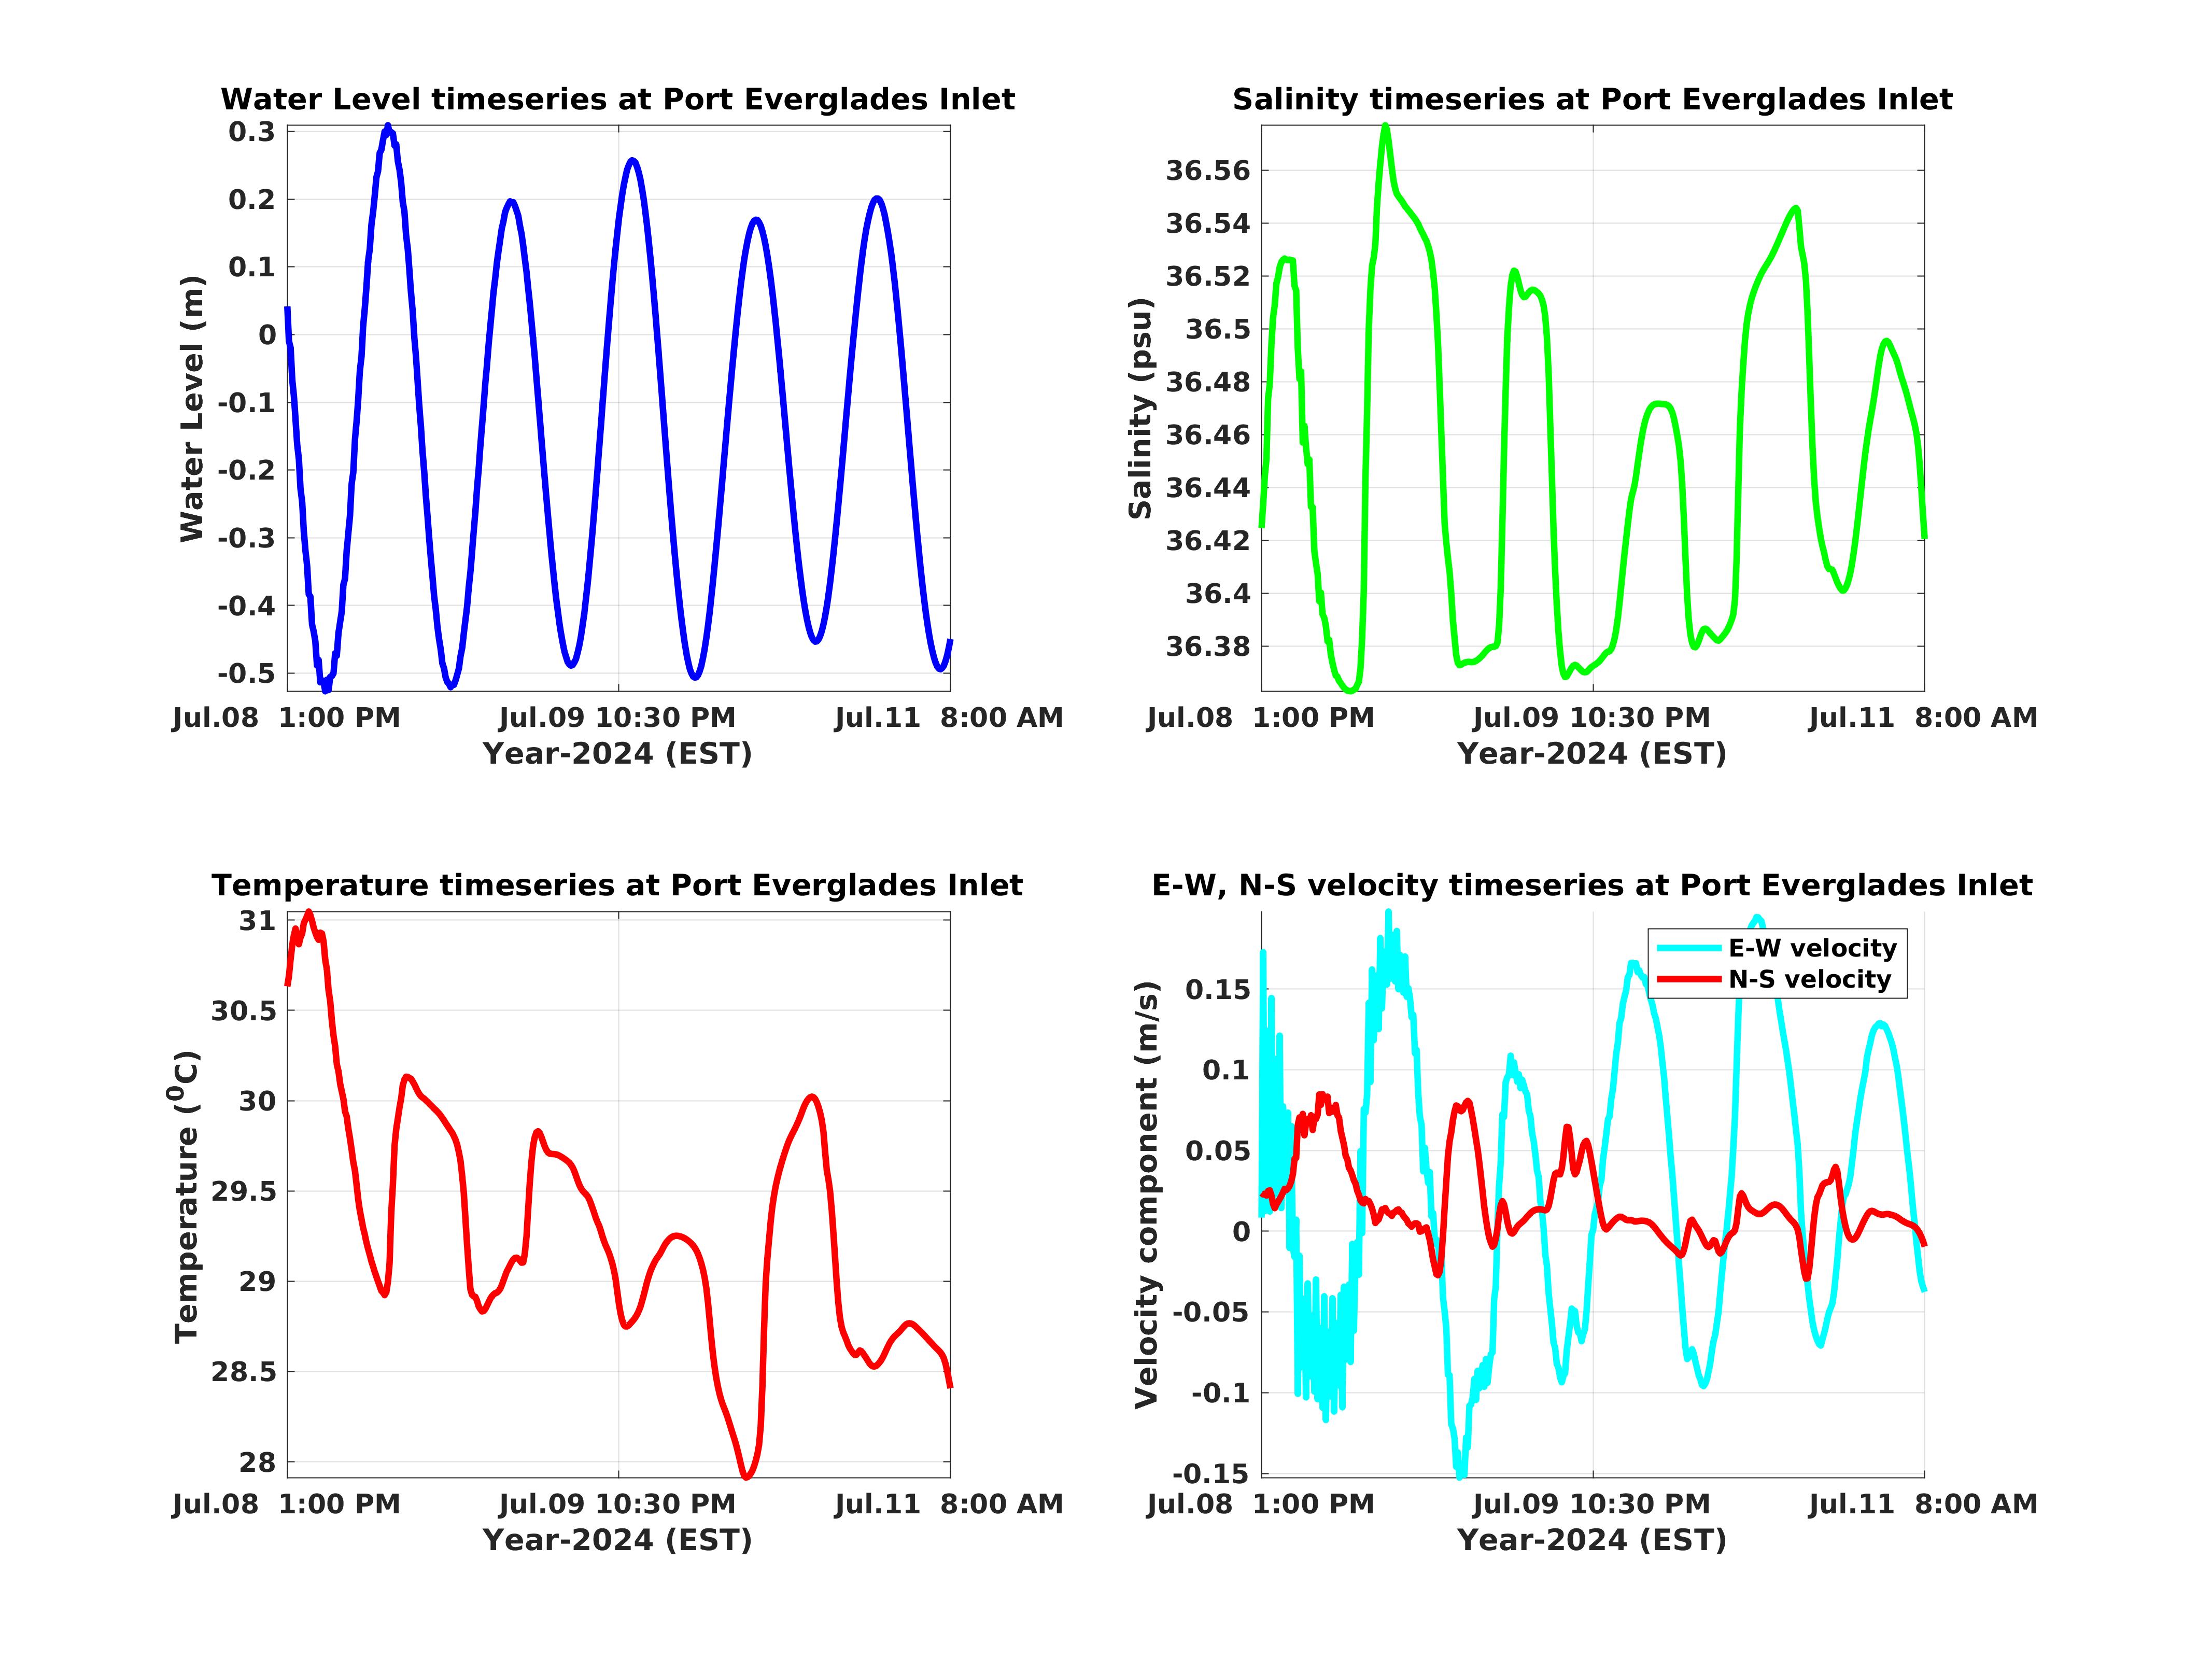 Water Level timeseries at Port Everglades Inlet
0.3
0.2
0.1
0
-0.1
-0.2
-0.3
-0.4
-0.5
Water Level (m)
Jul.08 1:00 PM
Jul.09 10:30 PM
Jul.11 8:00 AM
Year-2024 (EST)
Salinity timeseries at Port Everglades Inlet
36.56
36.54
36.52
36.5
36.48
36.46
36.44
36.42
36.4
36.38
Salinity (psu)
Jul.08 1:00 PM
Jul.09 10:30 PM
Jul.11 8:00 AM
Year-2024 (EST)
Temperature timeseries at Port Everglades Inlet
31
30.5
30
29.5
29
28.5
28
Temperature (⁰C)
Jul.08 1:00 PM
Jul.09 10:30 PM
Jul.11 8:00 AM
Year-2024 (EST)
E-W, N-S velocity timeseries at Port Everglades Inlet
E-W velocity
N-S velocity
0.15
0.1
0.05
0
-0.05
-0.1
-0.15
Velocity component (m/s)
Jul.08 1:00 PM
Jul.09 10:30 PM
Jul.11 8:00 AM
Year-2024 (EST)